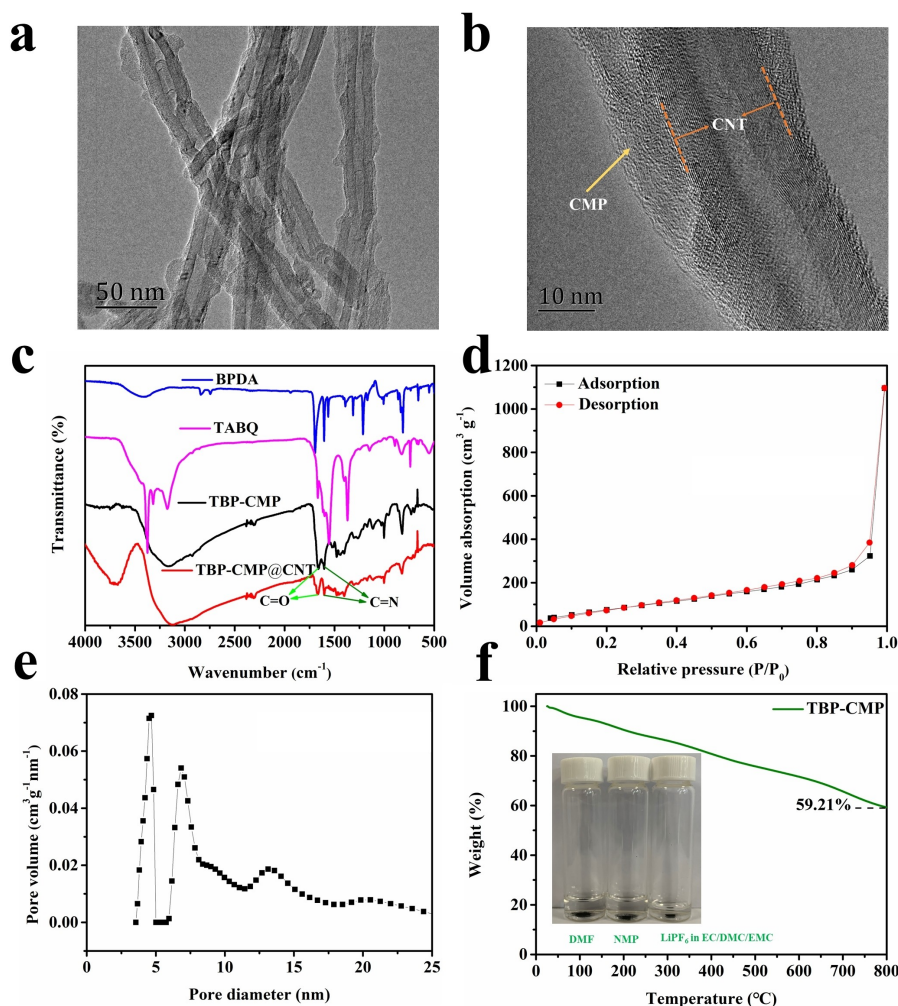 a
50 nm
b
CNT
CMP
10 nm
c
BPDA
TABQ
TBP-CMP
TBP-CMP@CNT
C=O
C=N
Transmittance (%)
4000 3500 3000 2500 2000 1500 1000 500
Wavenumber (cm⁻¹)
d
Adsorption
Desorption
Volume absorption (cm³ g⁻¹)
1200
1100
1000
800
600
400
200
0
0.0 0.2 0.4 0.6 0.8 1.0
Relative pressure (P/P₀)
e
Pore volume (cm³g⁻¹nm⁻¹)
0.08
0.06
0.04
0.02
0.00
0 5 10 15 20 25
Pore diameter (nm)
f
TBP-CMP
59.21%
Weight (%)
100
80
60
40
20
0
DMF NMP LiPF₆ in EC/DMC/EMC
0 100 200 300 400 500 600 700 800
Temperature (°C)